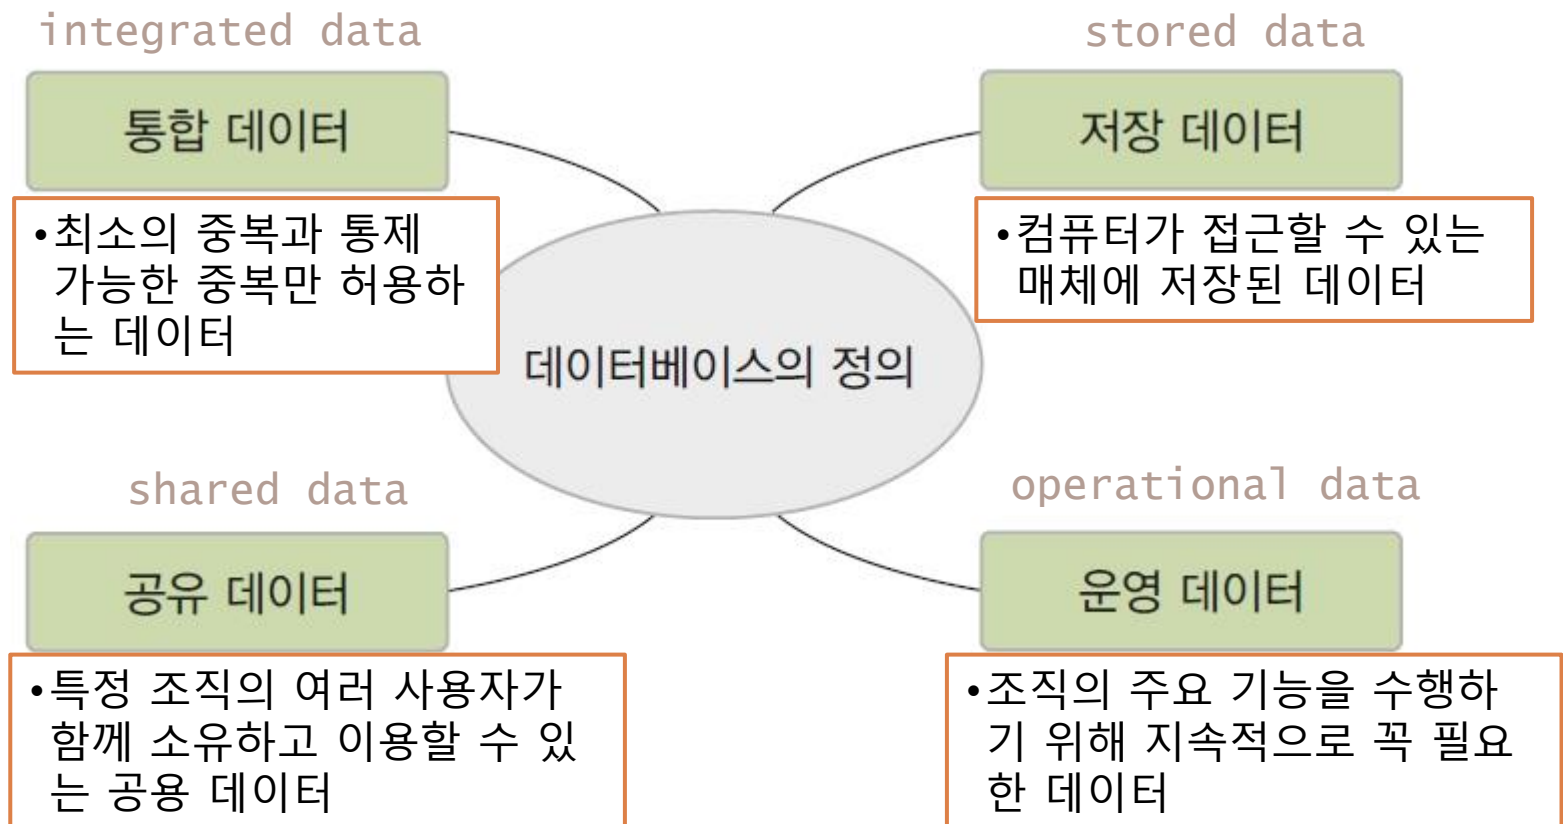 integrated data
통합 데이터
•최소의 중복과 통제
가능한 중복만 허용하
는 데이터
stored data
저장 데이터
•컴퓨터가 접근할 수 있는
매체에 저장된 데이터
데이터베이스의 정의
shared data
공유 데이터
•특정 조직의 여러 사용자가
함께 소유하고 이용할 수 있
는 공용 데이터
operational data
운영 데이터
•조직의 주요 기능을 수행하
기 위해 지속적으로 꼭 필요
한 데이터